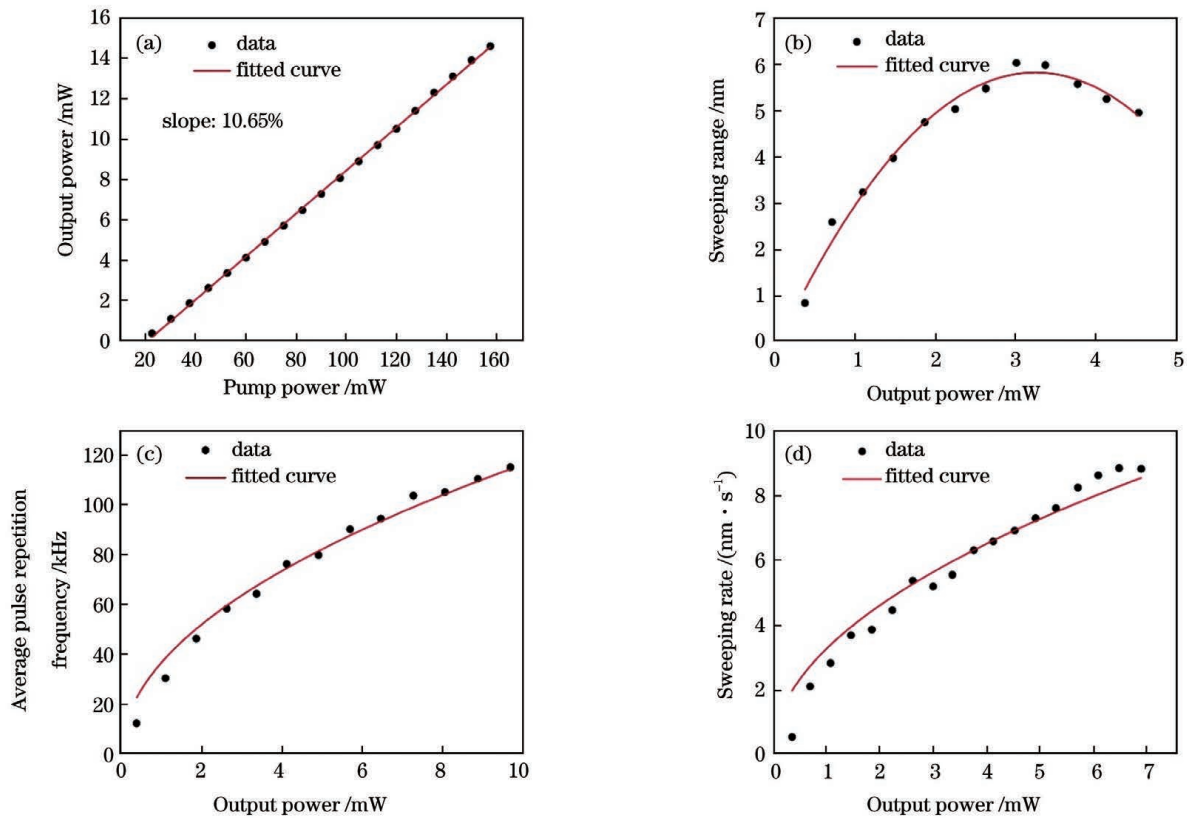 (a)
data
fitted curve
slope: 10.65%
Output power /mW
16
14
12
10
8
6
4
2
0
20 40 60 80 100 120 140 160
Pump power /mW
(b)
data
fitted curve
Sweeping range /nm
7
6
5
4
3
2
1
0
0 1 2 3 4 5
Output power /mW
(c)
data
fitted curve
Average pulse repetition
frequency /kHz
120
100
80
60
40
20
0
0 2 4 6 8 10
Output power /mW
(d)
data
fitted curve
Sweeping rate /(nm · s⁻¹)
10
8
6
4
2
0
0 1 2 3 4 5 6 7
Output power /mW